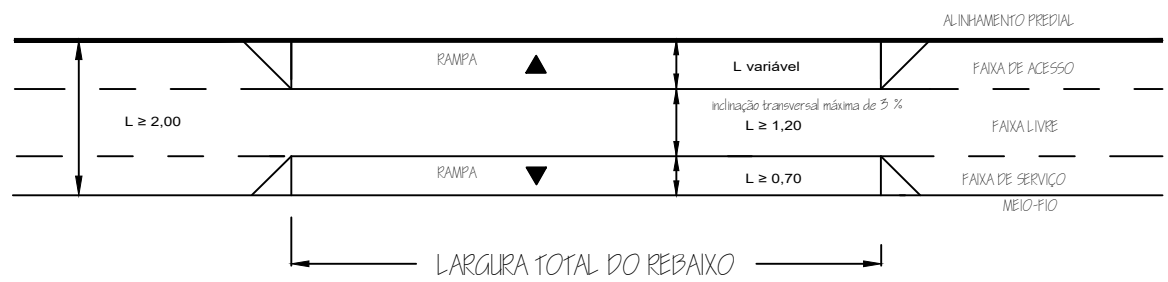 ALINHAMENTO PREDIAL
RAMPA
L variável
FAIXA DE ACESSO
inclinação transversal máxima de 3 %
L ≥ 2,00
L ≥ 1,20
FAIXA LIVRE
RAMPA
L ≥ 0,70
FAIXA DE SERVIÇO
MEIO-FIO
LARGURA TOTAL DO REBAIXO